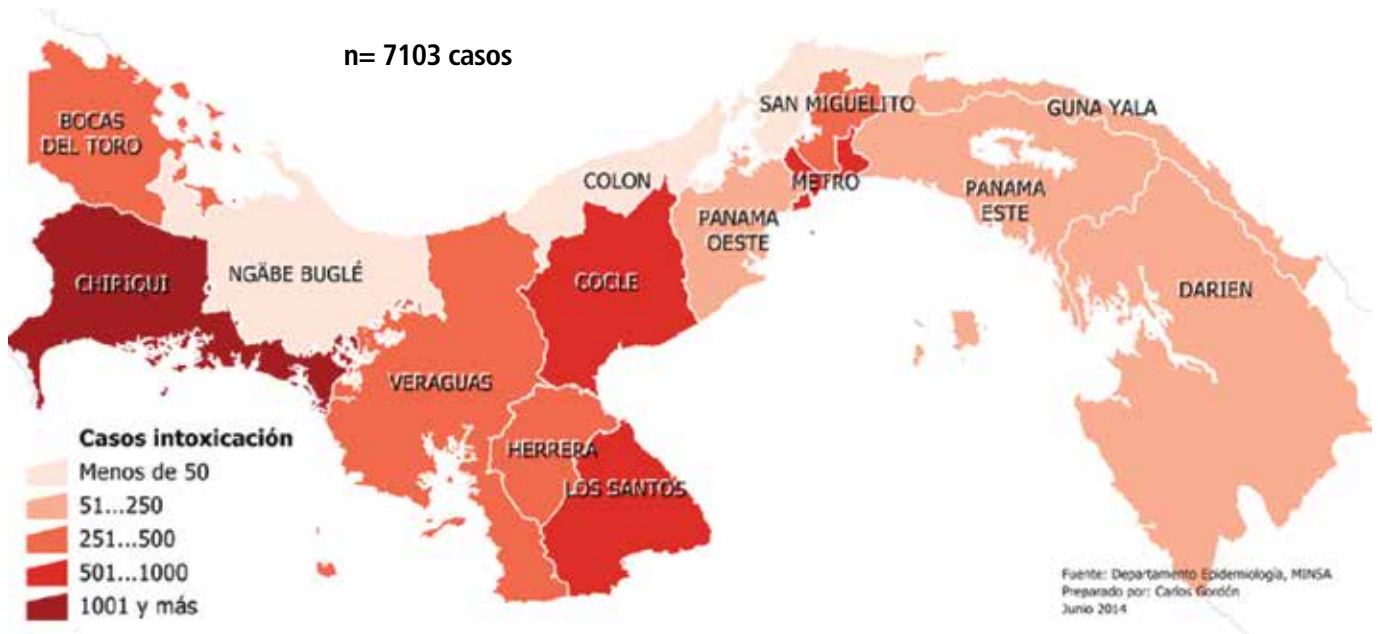 n= 7103 casos
BOCAS
DEL TORO
SAN MIGUELITO
GUNA YALA
COLON
METRO
PANAMA
ESTE
PANAMA
OESTE
CHIRIQUI
NGÄBE BUGLÉ
COCLE
DARIEN
VERAGUAS
HERRERA
LOS SANTOS
Casos intoxicación
Menos de 50
51...250
251...500
501...1000
1001 y más
Fuente: Departamento Epidemiología, MINSA
Preparado por: Carlos Gordón
Junio 2014